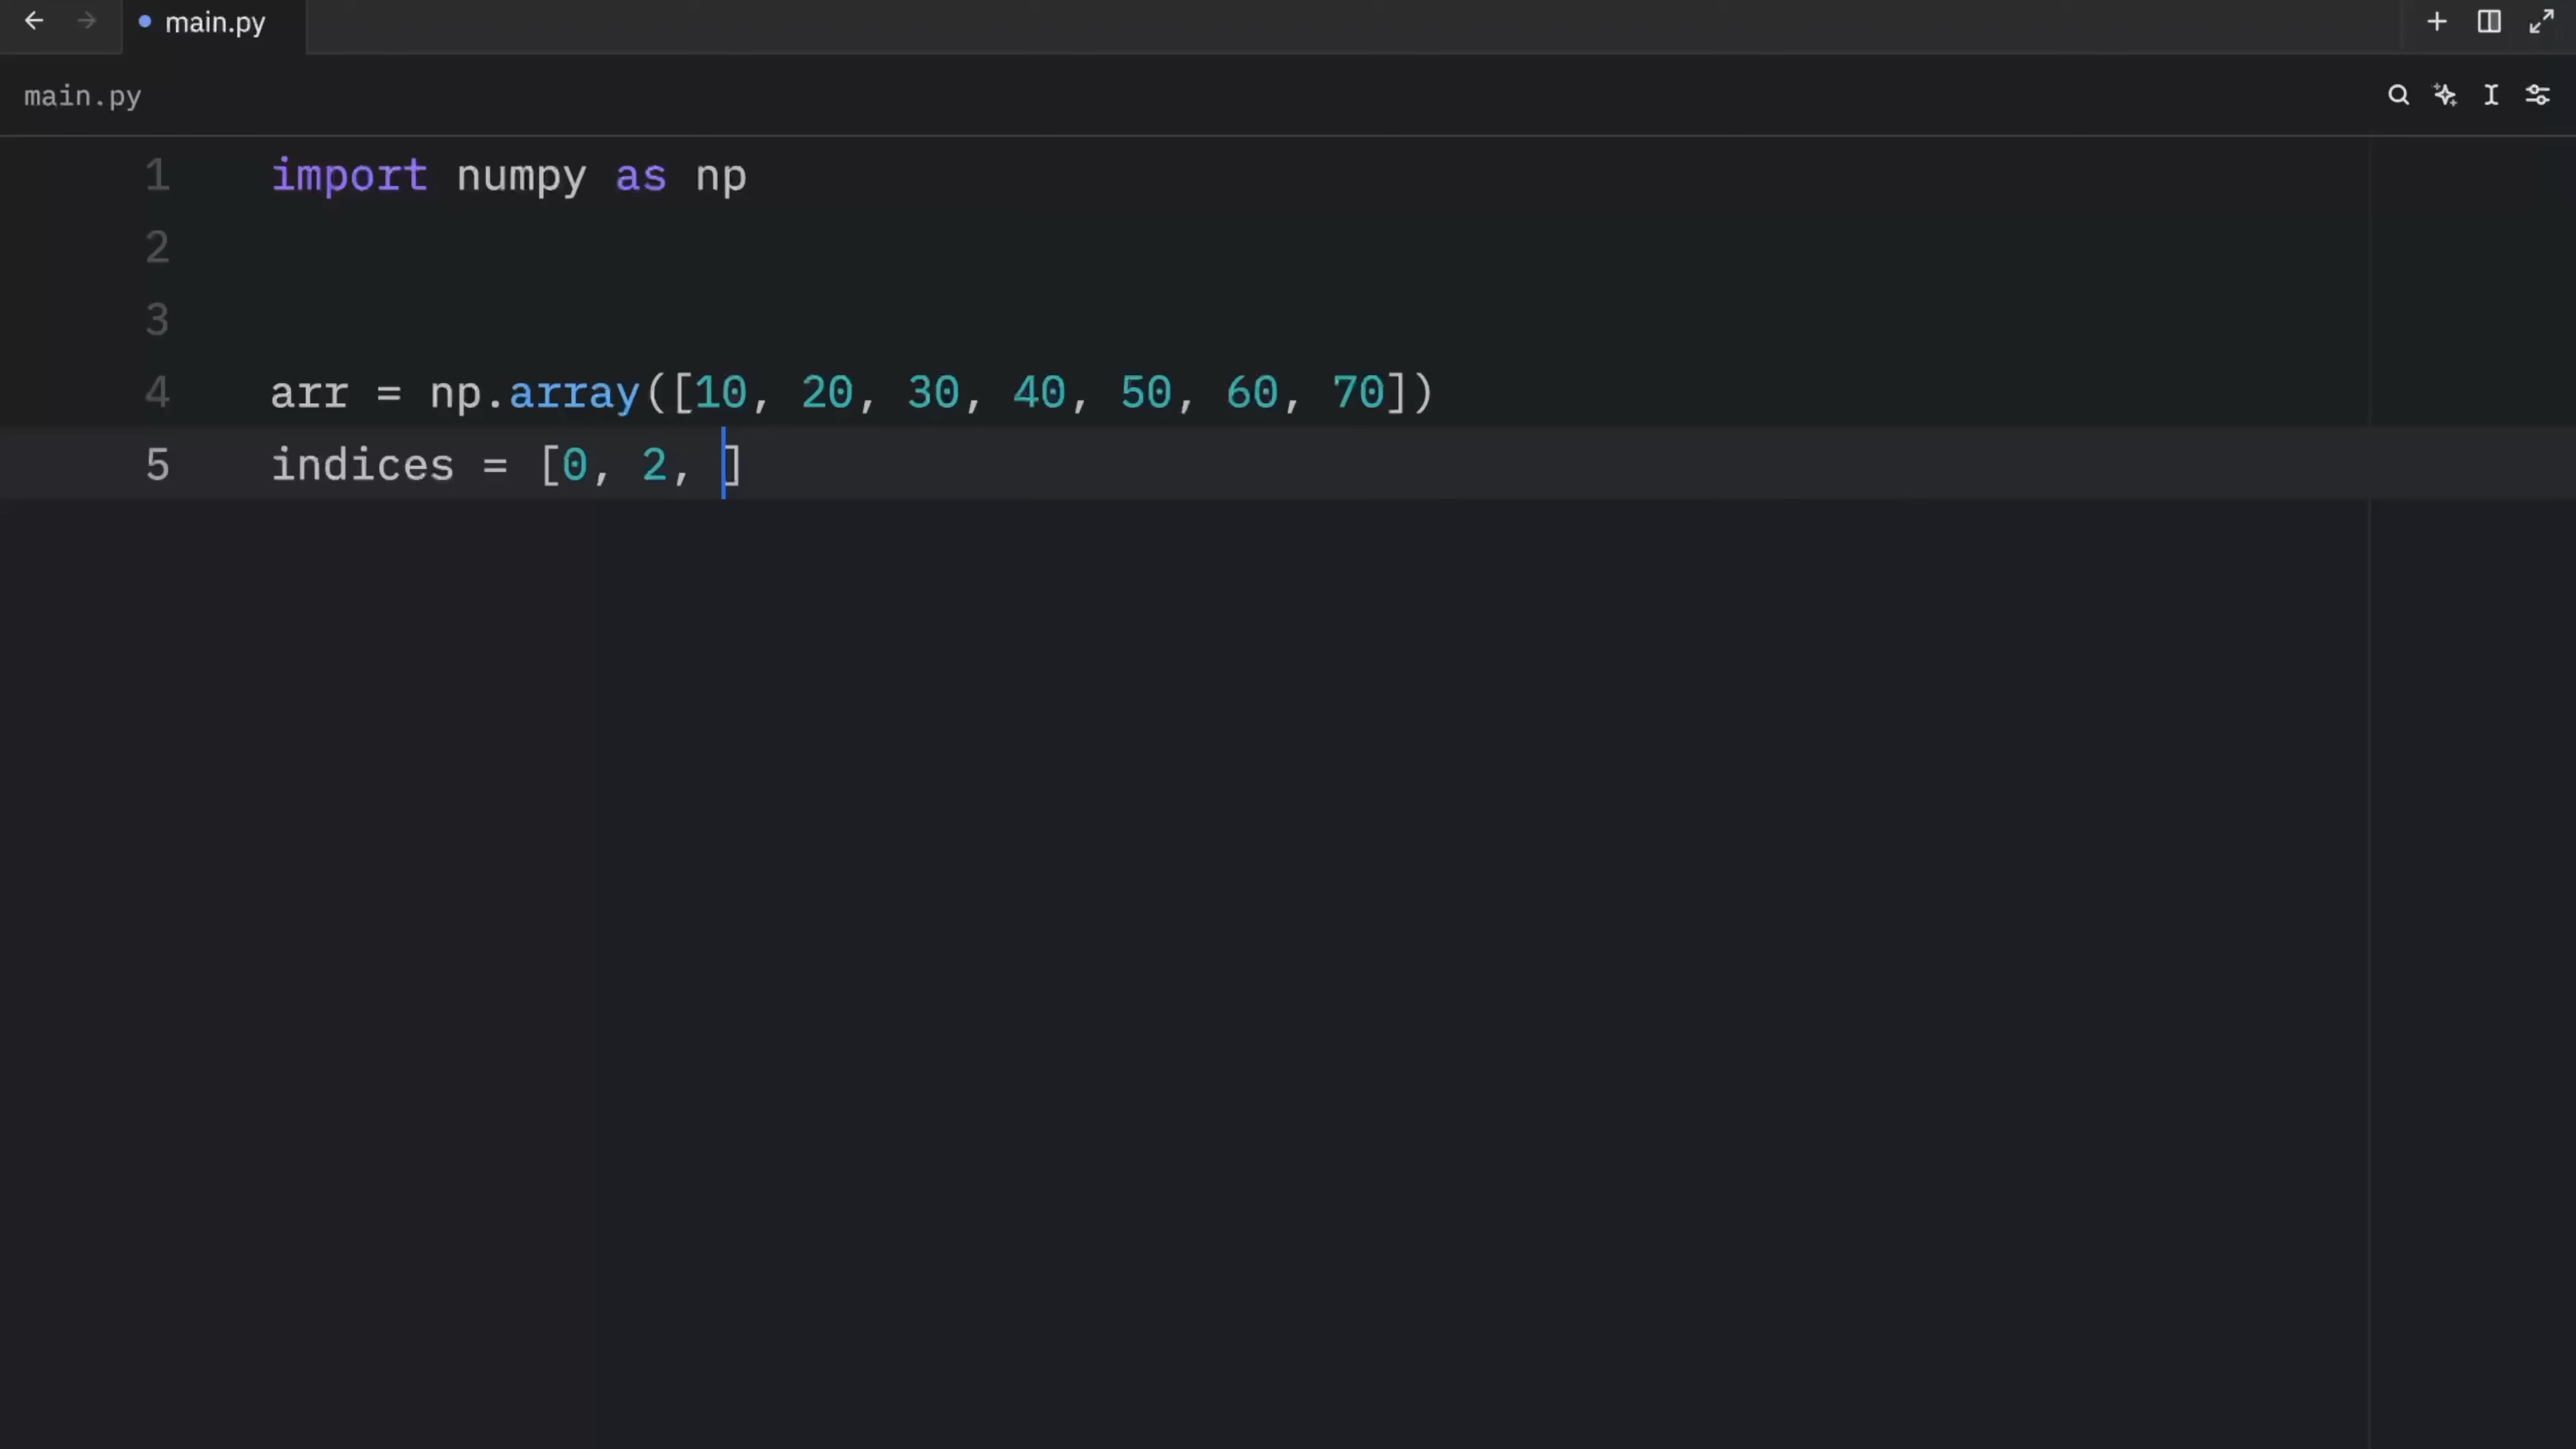 main.py
main.py
1 import numpy as np
2
3
4 arr = np.array([10, 20, 30, 40, 50, 60, 70])
5 indices = [0, 2, ]